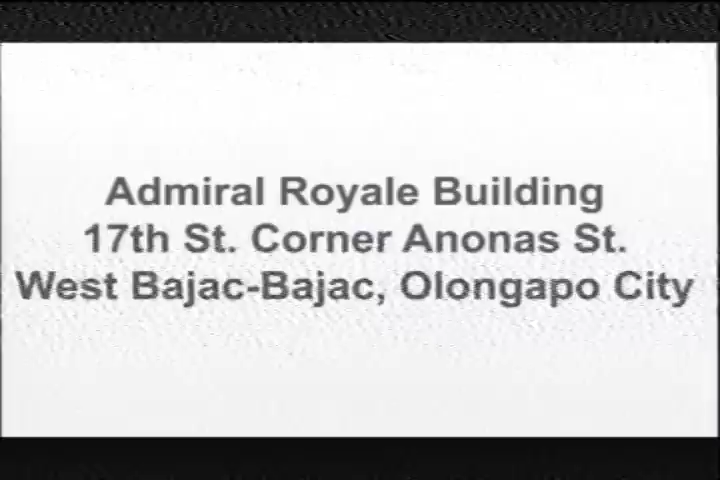 Admiral Royale Building
17th St. Corner Anonas St.
West Bajac-Bajac, Olongapo City